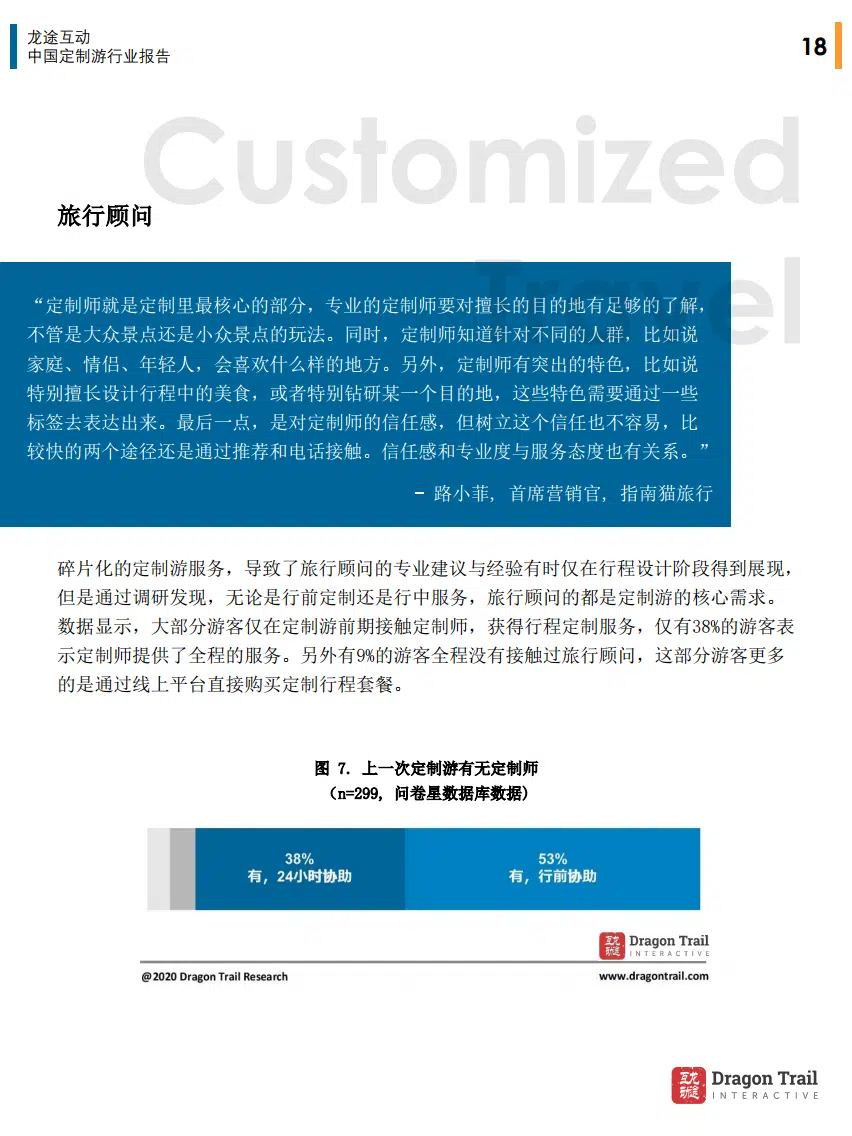 龙途互动
中国定制游行业报告
18
Customized
Travel
旅行顾问
“定制师就是定制里最核心的部分，专业的定制师要对擅长的目的地有足够的了解，
不管是大众景点还是小众景点的玩法。同时，定制师知道针对不同的人群，比如说
家庭、情侣、年轻人，会喜欢什么样的地方。另外，定制师有突出的特色，比如说
特别擅长设计行程中的美食，或者特别钻研某一个目的地，这些特色需要通过一些
标签去表达出来。最后一点，是对定制师的信任感，但树立这个信任也不容易，比
较快的两个途径还是通过推荐和电话接触。信任感和专业度与服务态度也有关系。”
- 路小菲, 首席营销官, 指南猫旅行
碎片化的定制游服务，导致了旅行顾问的专业建议与经验有时仅在行程设计阶段得到展现，
但是通过调研发现，无论是行前定制还是行中服务，旅行顾问的都是定制游的核心需求。
数据显示，大部分游客仅在定制游前期接触定制师，获得行程定制服务，仅有38%的游客表
示定制师提供了全程的服务。另外有9%的游客全程没有接触过旅行顾问，这部分游客更多
的是通过线上平台直接购买定制行程套餐。
图 7. 上一次定制游有无定制师
（n=299, 问卷星数据库数据)
38%
有，24小时协助
53%
有，行前协助
互龙动途
Dragon Trail
INTERACTIVE
@2020 Dragon Trail Research
www.dragontrail.com
互龙动途
Dragon Trail
INTERACTIVE